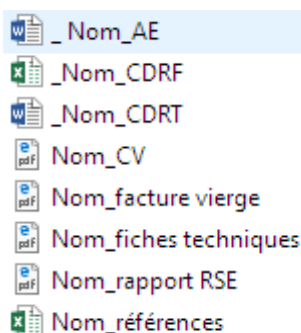 _ Nom_AE
_Nom_CDRF
_Nom_CDRT
Nom_CV
Nom_facture vierge
Nom_fiches techniques
Nom_rapport RSE
Nom_références